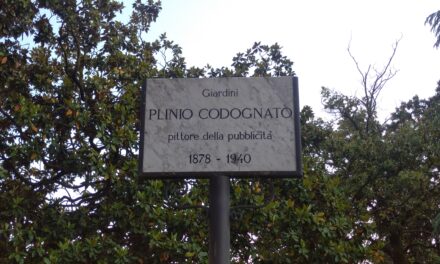 Giardini
PLINIO CODOGNATO
pittore della pubblicità
1878 - 1940